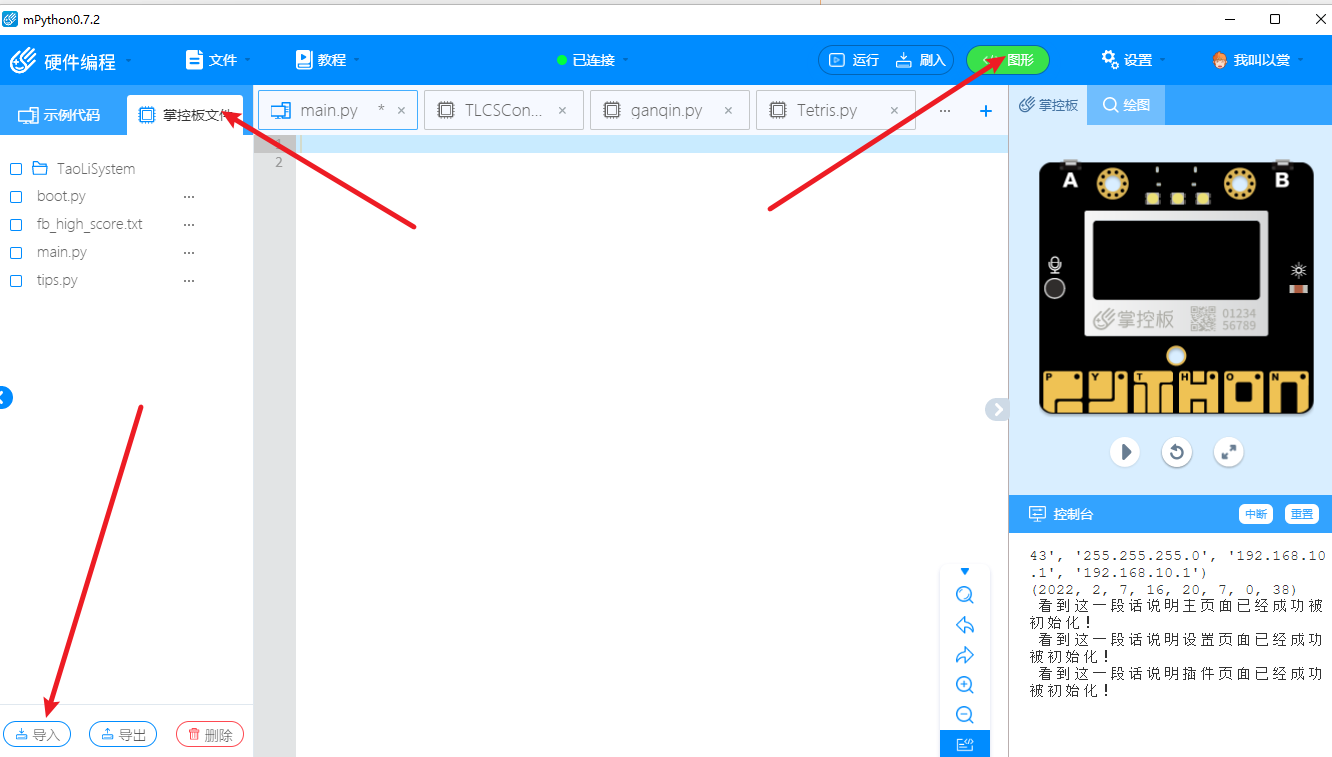 mPython0.7.2
硬件编程 文件 教程 已连接 运行 刷入 图形 设置 我叫以赏
示例代码 掌控板文件 main.py * × TLCSCon... × ganqin.py × Tetris.py × ... + 掌控板 绘图
TaoLiSystem
boot.py ...
fb_high_score.txt ...
main.py ...
tips.py ...
2
A B
掌控板 01234
56789
P Y T H O N
导入 导出 删除
控制台 中断 重置
43', '255.255.255.0', '192.168.10
.1', '192.168.10.1')
(2022, 2, 7, 16, 20, 7, 0, 38)
看到这一段话说明主页面已经成功被
初始化!
看到这一段话说明设置页面已经成功
被初始化!
看到这一段话说明插件页面已经成功
被初始化!